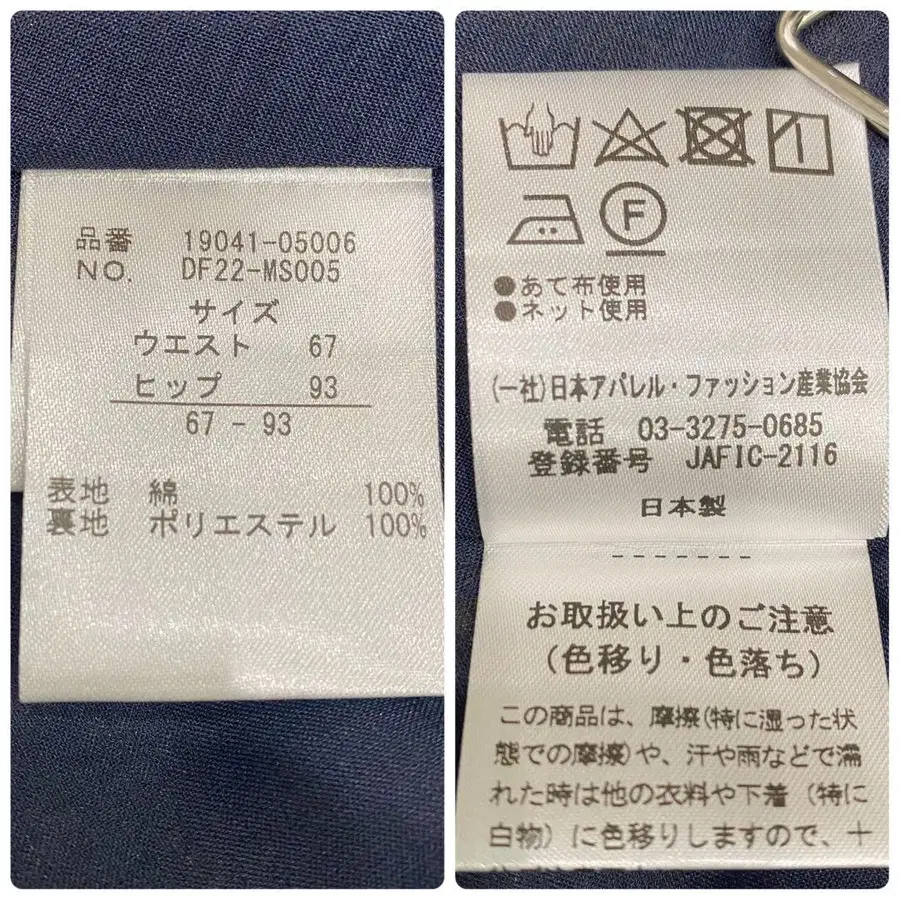 品番 19041-05006
NO. DF22-MS005
サイズ
ウエスト 67
ヒップ 93
67 - 93
表地 綿 100%
裏地 ポリエステル 100%
F
●あて布使用
●ネット使用
(一社)日本アパレル・ファッション産業協会
電話 03-3275-0685
登録番号 JAFIC-2116
日本製
お取扱い上のご注意
(色移り・色落ち)
この商品は、摩擦(特に湿った状
態での摩擦)や、汗や雨などで濡
れた時は他の衣料や下着(特に
白物)に色移りしますので、十